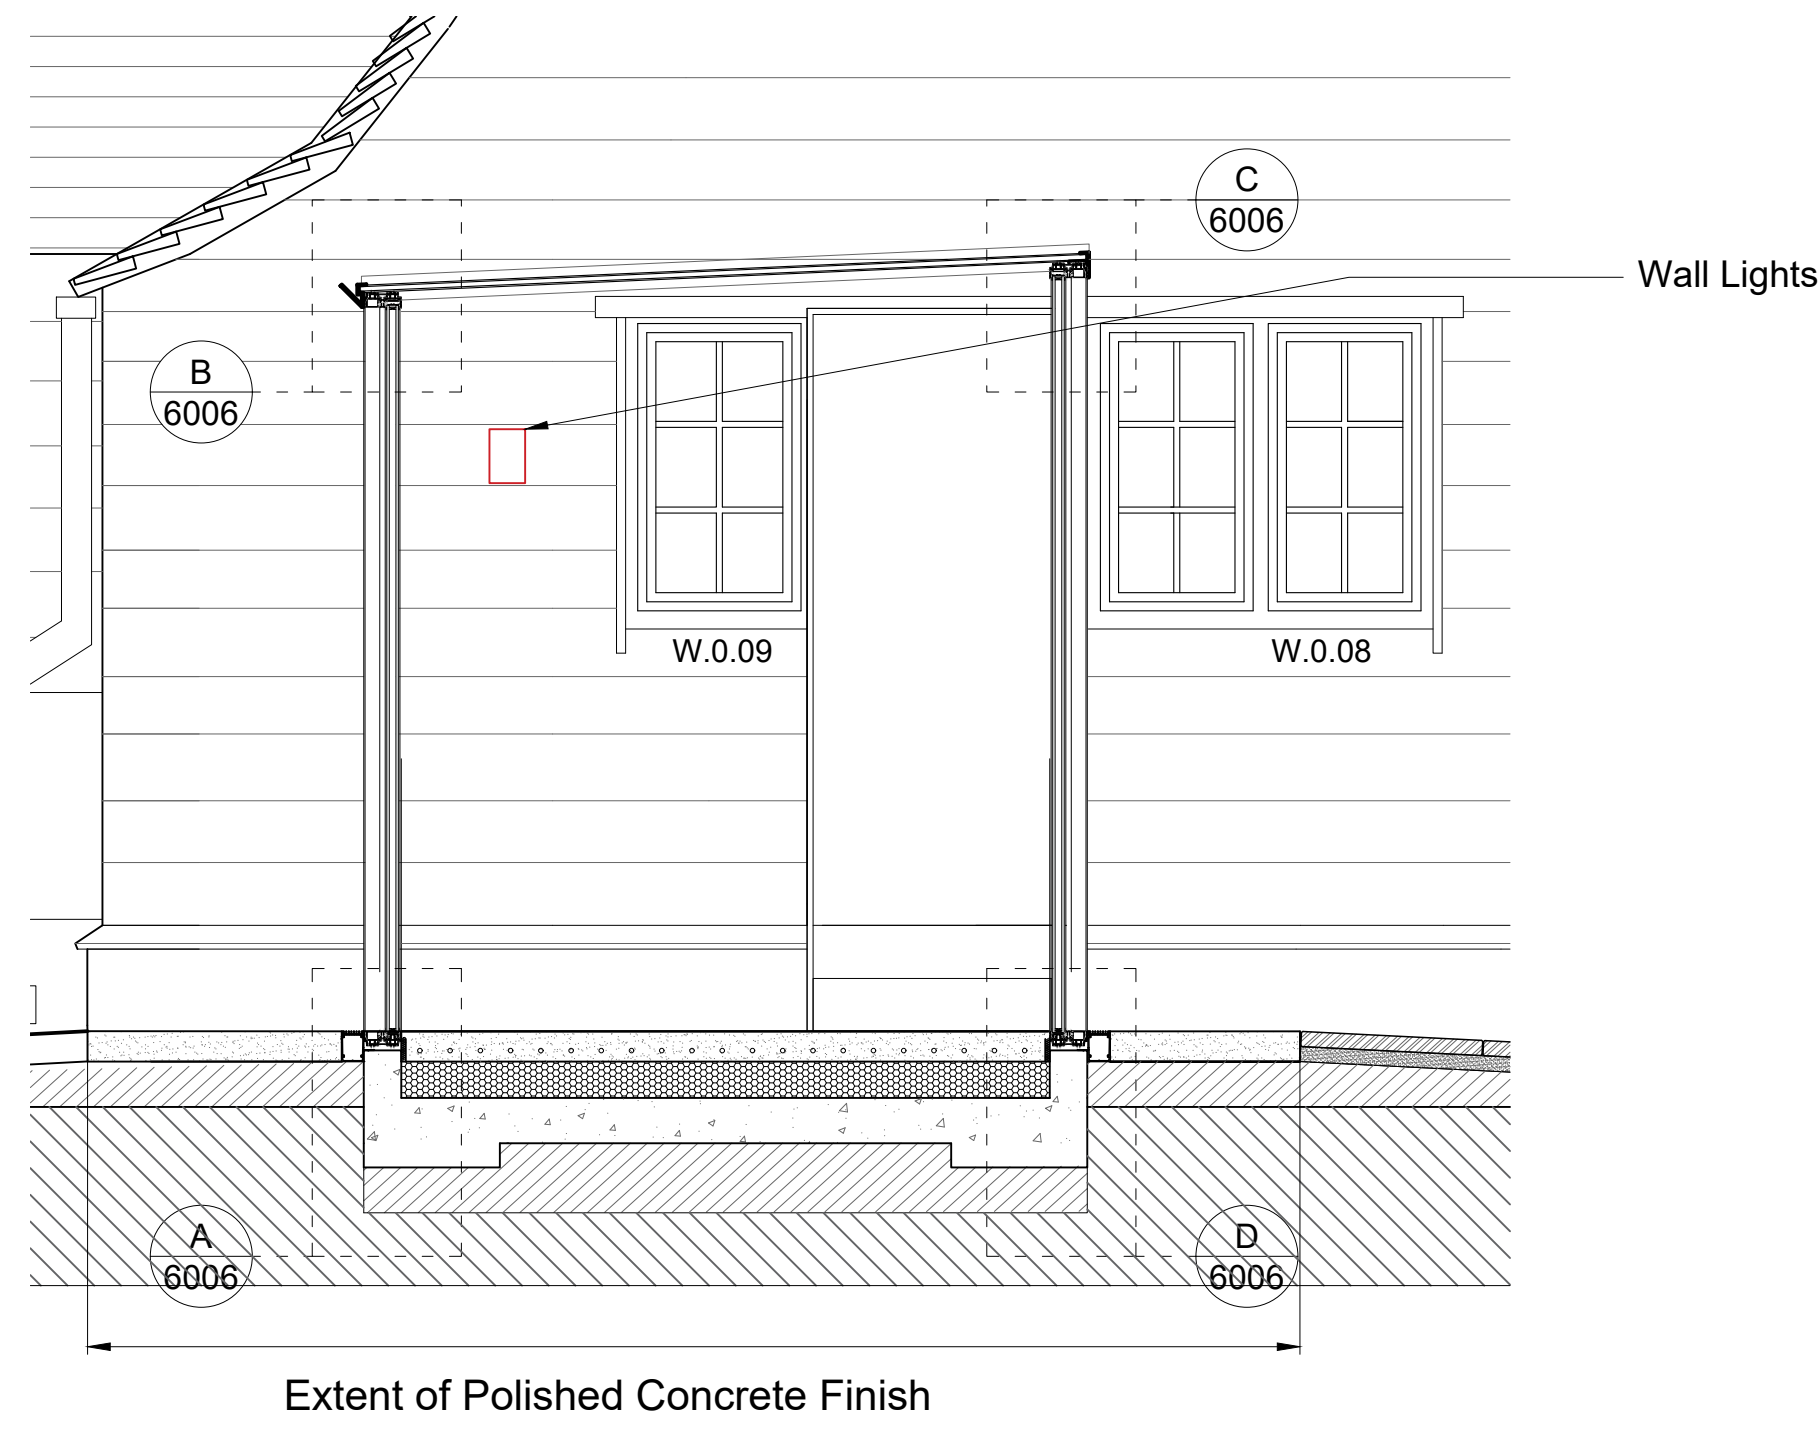 C
6006
Wall Lights
B
6006
W.0.09
W.0.08
A
6006
D
6006
Extent of Polished Concrete Finish